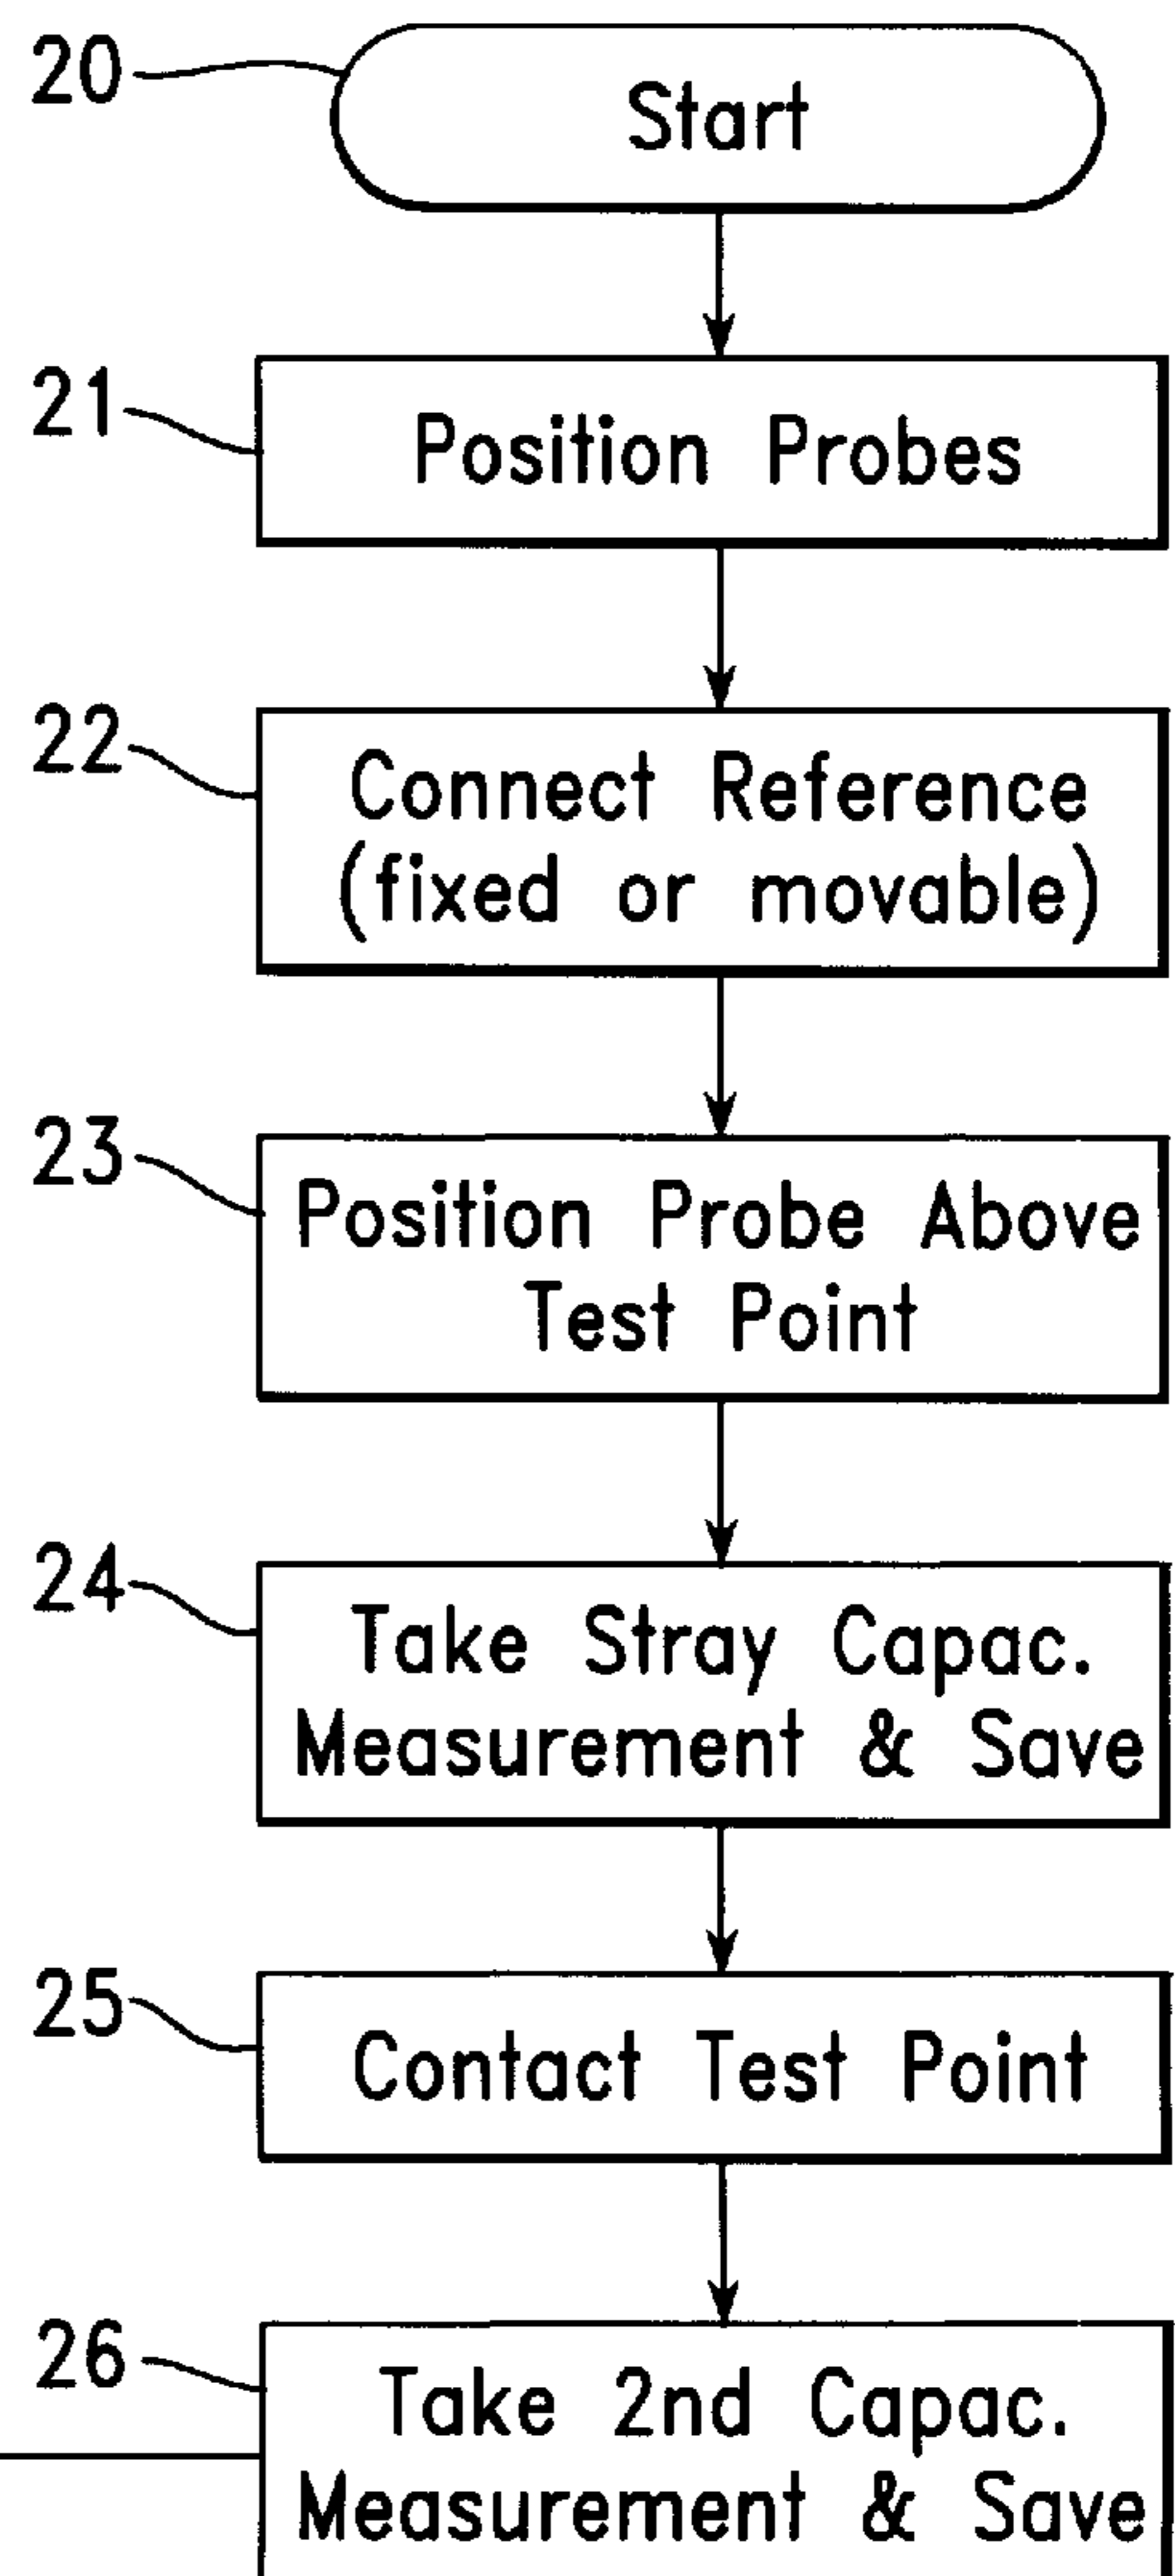 20
Start
21
Position Probes
22
Connect Reference
(fixed or movable)
23
Position Probe Above
Test Point
24
Take Stray Capac.
Measurement & Save
25
Contact Test Point
26
Take 2nd Capac.
Measurement & Save